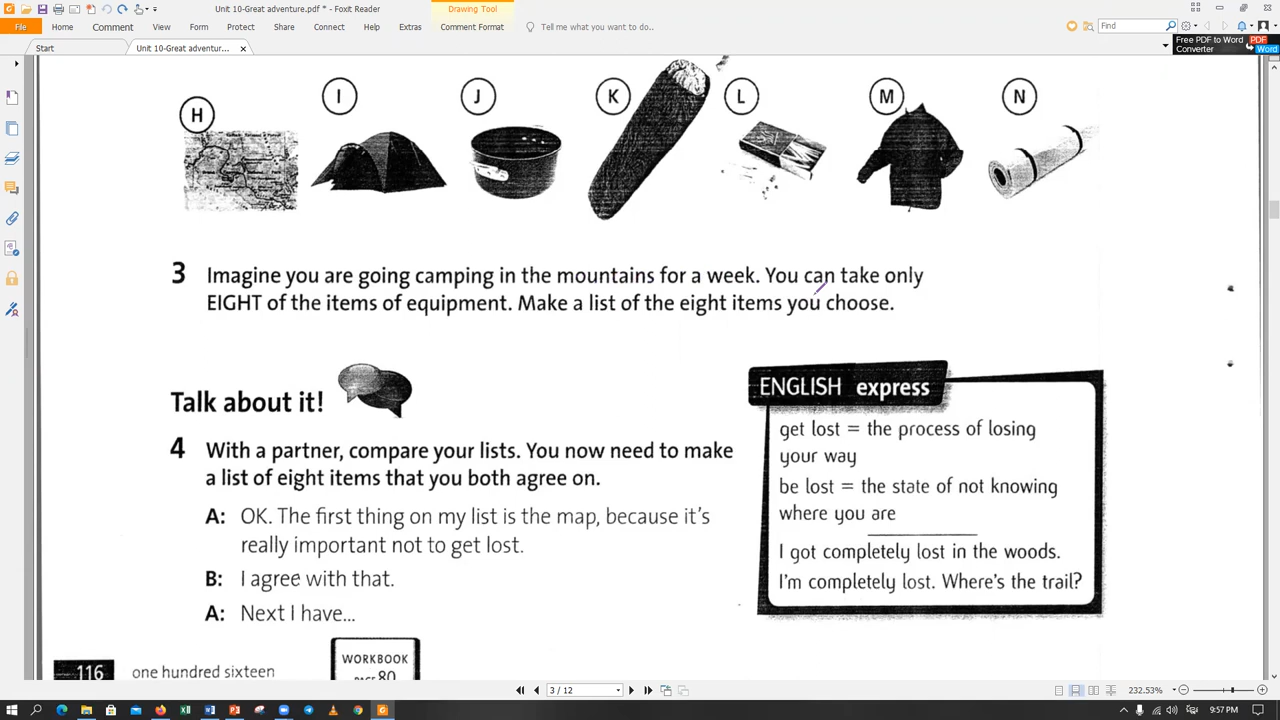 Unit 10-Great adventure.pdf * - Foxit Reader
Drawing Tool
File Home Comment View Form Protect Share Connect Help Extras Comment Format Tell me what you want to do..
Find
Start Unit 10-Great adventur...
Free PDF to Word
Converter
PDF
Word
H I J K L M N
3 Imagine you are going camping in the mountains for a week. You can take only
EIGHT of the items of equipment. Make a list of the eight items you choose.
Talk about it!
4 With a partner, compare your lists. You now need to make
a list of eight items that you both agree on.
A: OK. The first thing on my list is the map, because it's
really important not to get lost.
B: I agree with that.
A: Next I have...
ENGLISH express
get lost = the process of losing
your way
be lost = the state of not knowing
where you are
I got completely lost in the woods.
I'm completely lost. Where's the trail?
116 one hundred sixteen
WORKBOOK
PAGE 80
3 / 12
232.53%
9:57 PM